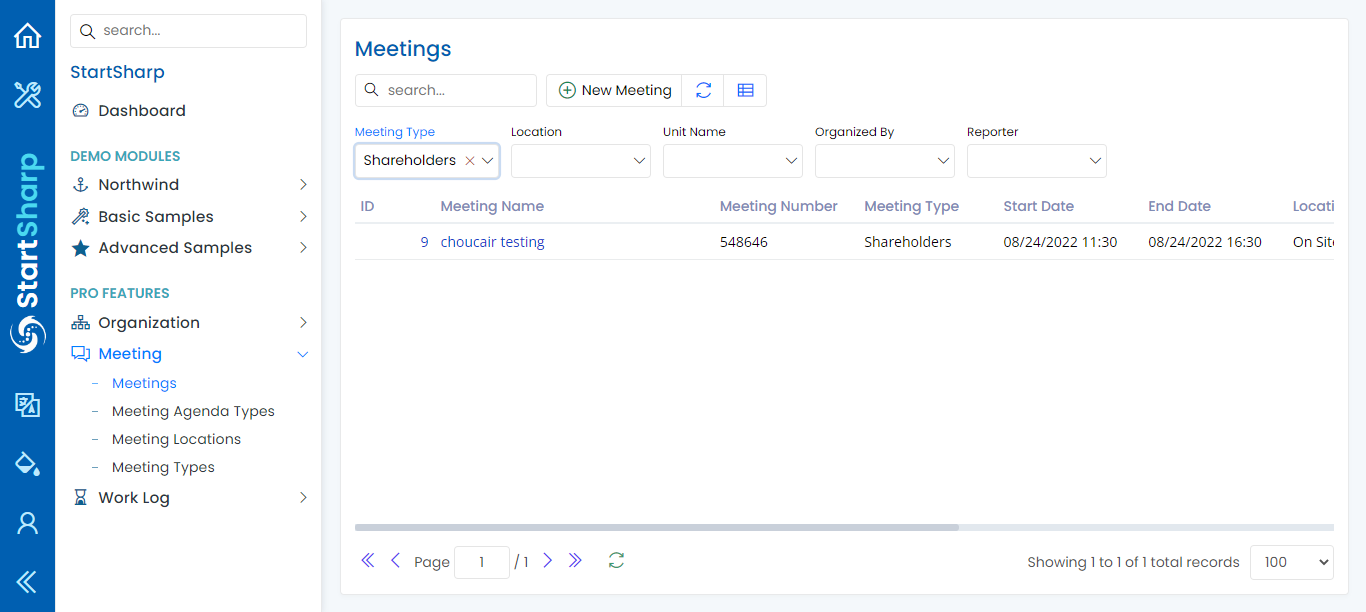 StartSharp
search...
StartSharp
Dashboard
DEMO MODULES
Northwind
Basic Samples
Advanced Samples
PRO FEATURES
Organization
Meeting
- Meetings
- Meeting Agenda Types
- Meeting Locations
- Meeting Types
Work Log
Meetings
search... New Meeting
Meeting Type Location Unit Name Organized By Reporter
Shareholders
ID Meeting Name Meeting Number Meeting Type Start Date End Date Locati
9 choucair testing 548646 Shareholders 08/24/2022 11:30 08/24/2022 16:30 On Site
Page 1 / 1 Showing 1 to 1 of 1 total records 100